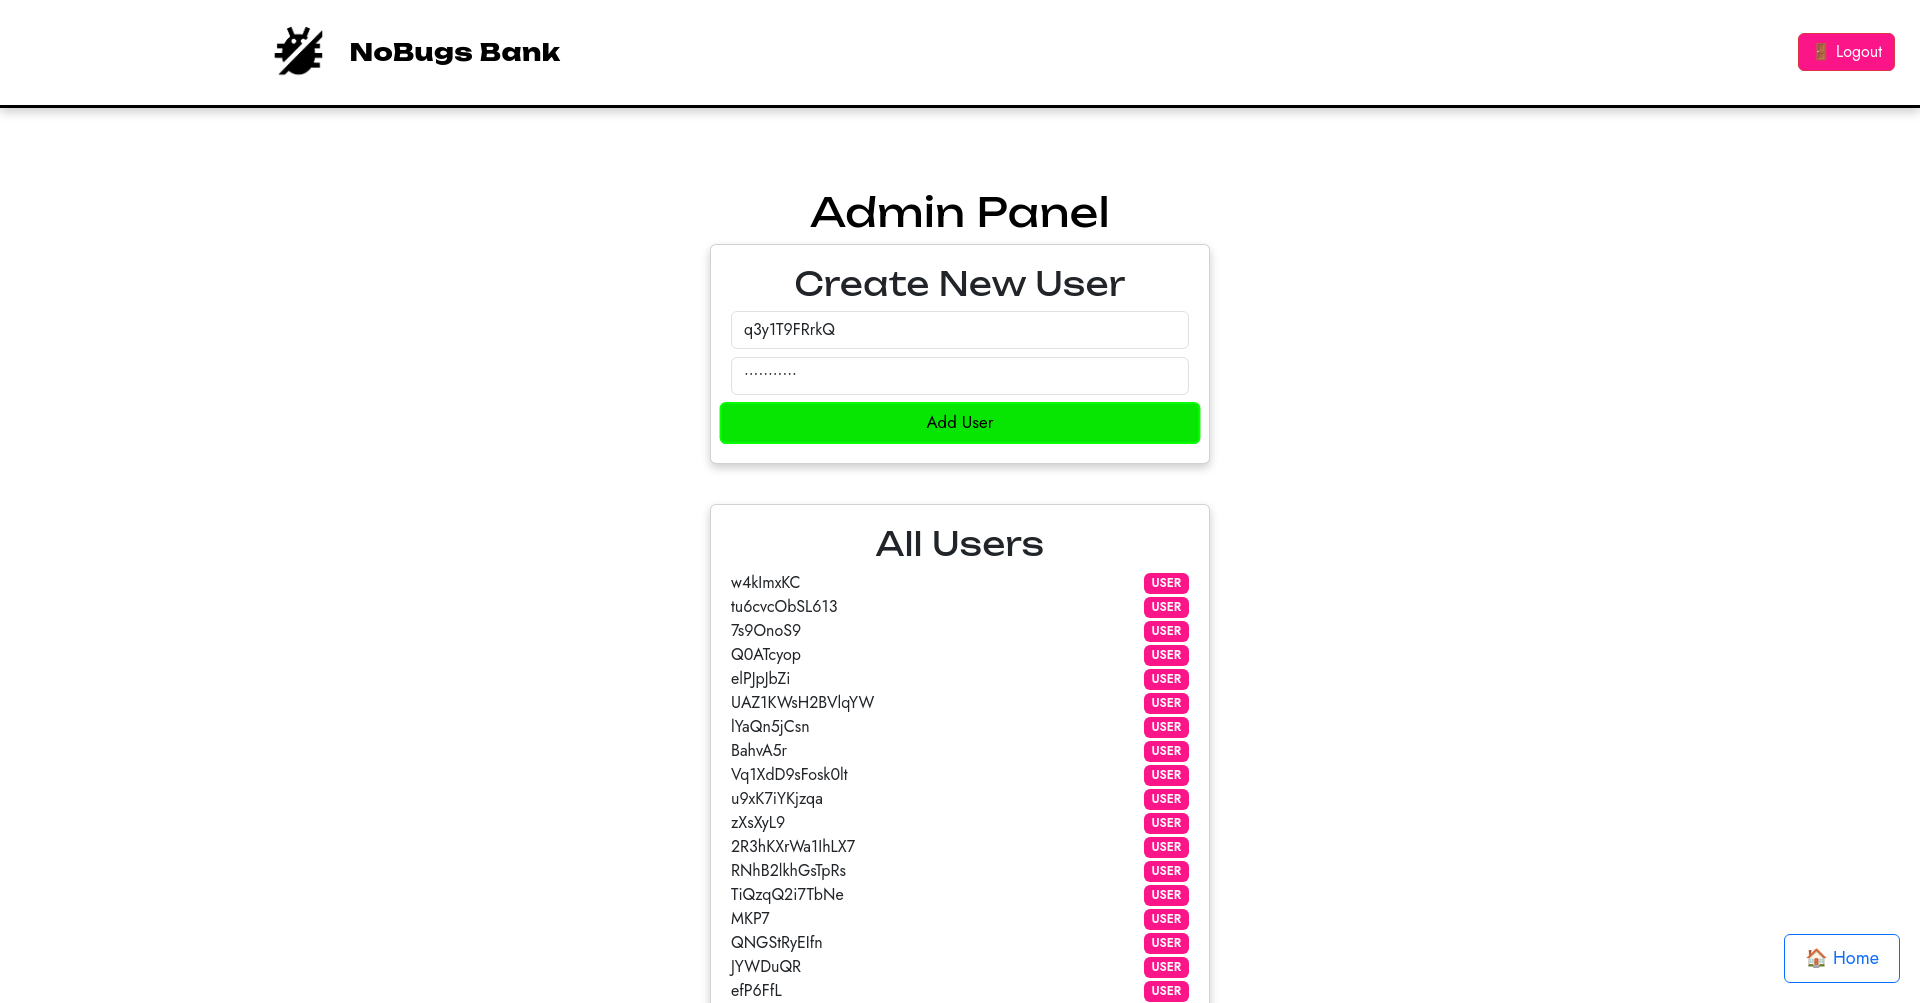 NoBugs Bank
🚪 Logout
Admin Panel
Create New User
q3y1T9FRrkQ
···········
Add User
All Users
w4kImxKC USER
tu6cvcObSL613 USER
7s9OnoS9 USER
Q0ATcyop USER
elPJpJbZi USER
UAZ1KWsH2BVlqYW USER
lYaQn5jCsn USER
BahvA5r USER
Vq1XdD9sFosk0lt USER
u9xK7iYKjzqa USER
zXsXyL9 USER
2R3hKXrWa1IhLX7 USER
RNhB2lkhGsTpRs USER
TiQzqQ2i7TbNe USER
MKP7 USER
QNGStRyEIfn USER
JYWDuQR USER
efP6FfL USER
🏠 Home